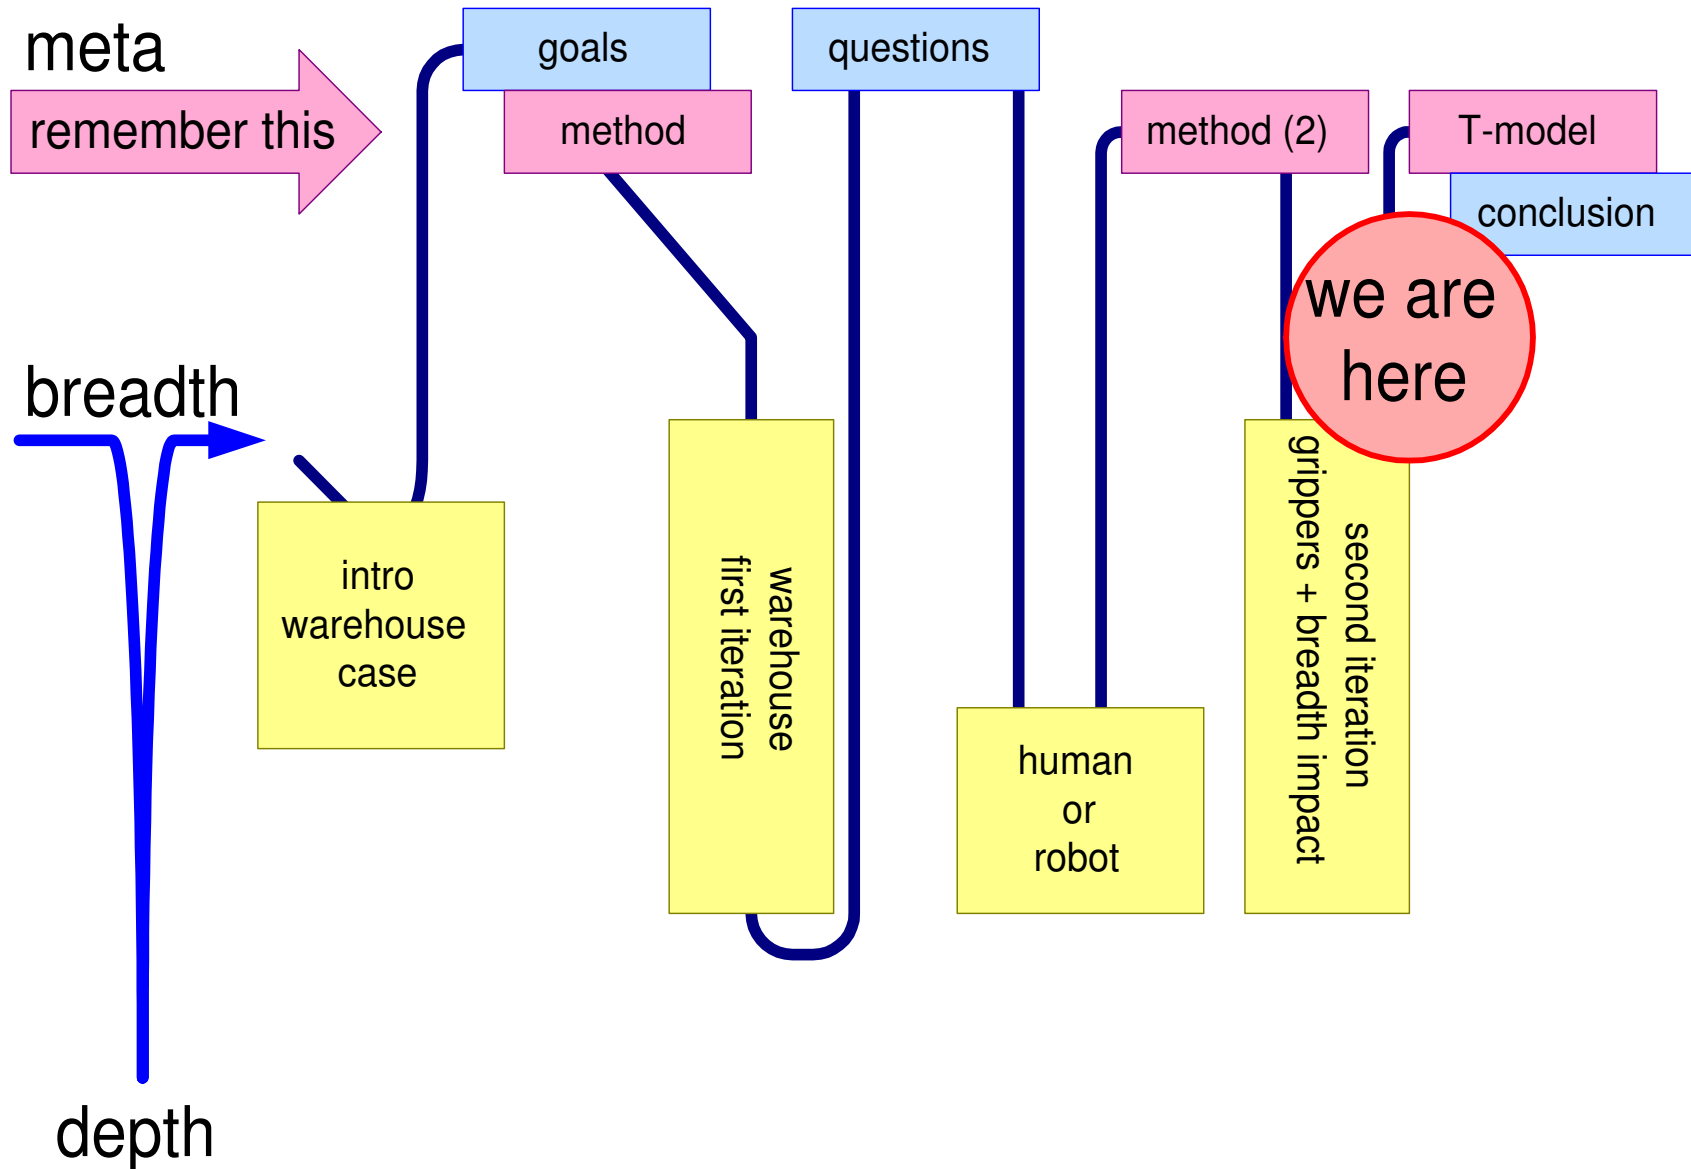 meta
remember this
goals
method
questions
method (2)
T-model
conclusion
we are
here
breadth
depth
intro
warehouse
case
warehouse
first iteration
human
or
robot
second iteration
grippers + breadth impact